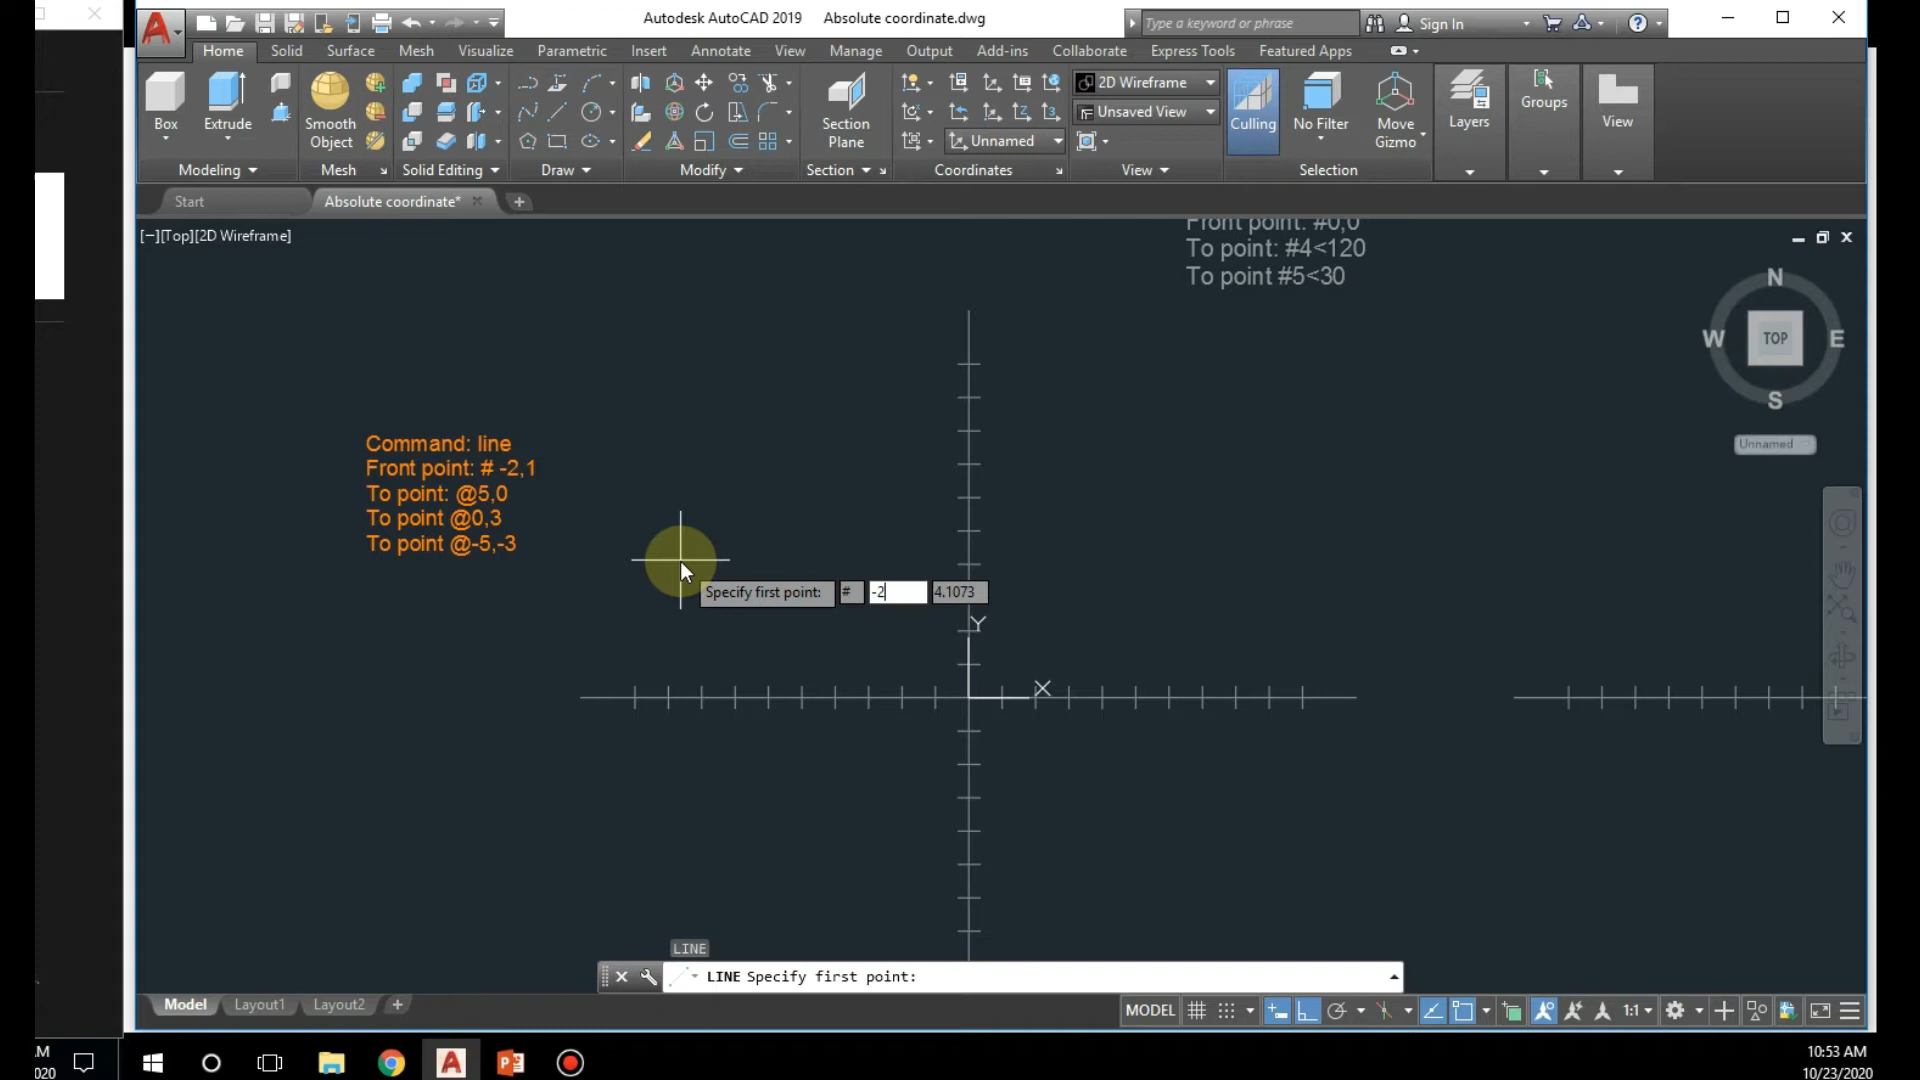 Autodesk AutoCAD 2019 Absolute coordinate.dwg
Type a keyword or phrase
Sign In
Home Solid Surface Mesh Visualize Parametric Insert Annotate View Manage Output Add-ins Collaborate Express Tools Featured Apps
Box
Extrude
Smooth Object
Section Plane
2D Wireframe
Unsaved View
Unnamed
Culling
No Filter
Move Gizmo
Layers
Groups
View
Modeling Mesh Solid Editing Draw Modify Section Coordinates View Selection
Start Absolute coordinate*
[−][Top][2D Wireframe]
Front point: #0,0
To point: #4<120
To point #5<30
N
W TOP E
S
Unnamed
Command: line
Front point: # -2,1
To point: @5,0
To point @0,3
To point @-5,-3
Specify first point: # -2 4.1073
Y
X
LINE
LINE Specify first point:
Model Layout1 Layout2 +
MODEL 1:1
AM
020
10:53 AM
10/23/2020